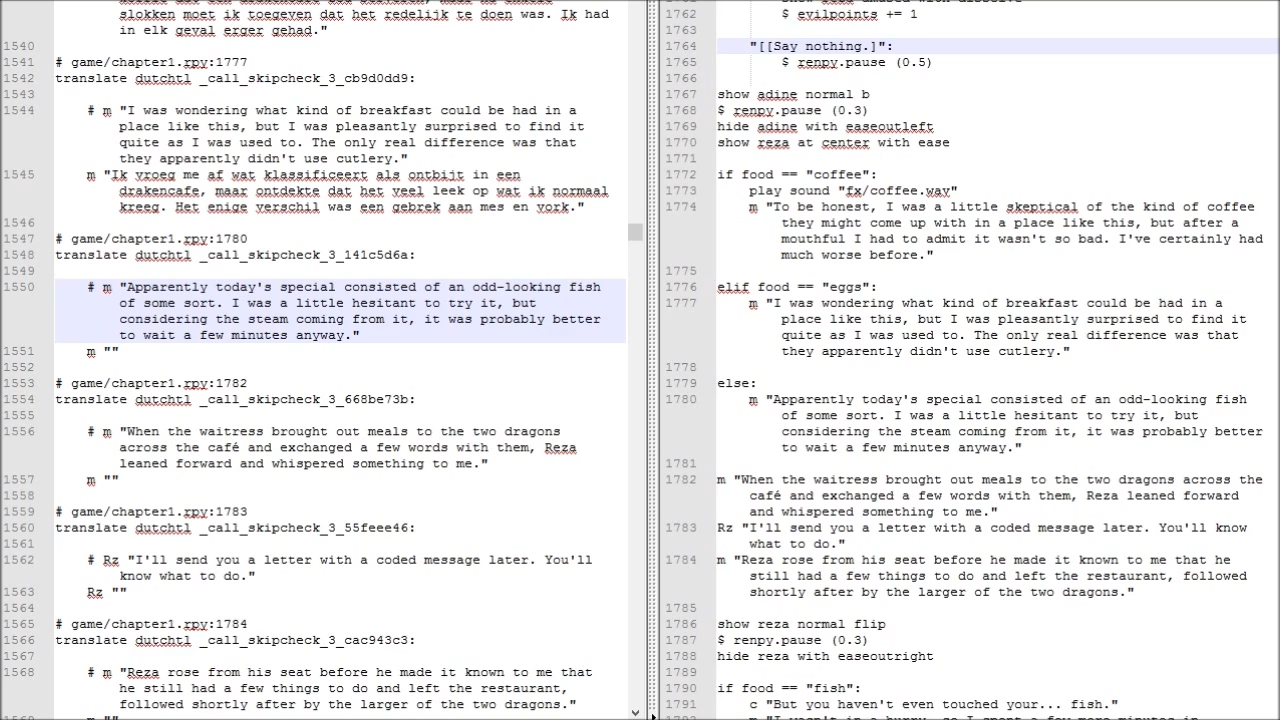 slokken moet ik toegeven dat het redelijk te doen was. Ik had
in elk geval erger gehad."
1540
1541 # game/chapter1.rpy:1777
1542 translate dutchtl _call_skipcheck_3_cb9d0dd9:
1543
1544 # m "I was wondering what kind of breakfast could be had in a
place like this, but I was pleasantly surprised to find it
quite as I was used to. The only real difference was that
they apparently didn't use cutlery."
1545 m "Ik vroeg me af wat klassificeert als ontbijt in een
drakencafe, maar ontdekte dat het veel leek op wat ik normaal
kreeg. Het enige verschil was een gebrek aan mes en vork."
1546
1547 # game/chapter1.rpy:1780
1548 translate dutchtl _call_skipcheck_3_141c5d6a:
1549
1550 # m "Apparently today's special consisted of an odd-looking fish
of some sort. I was a little hesitant to try it, but
considering the steam coming from it, it was probably better
to wait a few minutes anyway."
1551 m ""
1552
1553 # game/chapter1.rpy:1782
1554 translate dutchtl _call_skipcheck_3_668be73b:
1555
1556 # m "When the waitress brought out meals to the two dragons
across the café and exchanged a few words with them, Reza
leaned forward and whispered something to me."
1557 m ""
1558
1559 # game/chapter1.rpy:1783
1560 translate dutchtl _call_skipcheck_3_55feee46:
1561
1562 # Rz "I'll send you a letter with a coded message later. You'll
know what to do."
1563 Rz ""
1564
1565 # game/chapter1.rpy:1784
1566 translate dutchtl _call_skipcheck_3_cac943c3:
1567
1568 # m "Reza rose from his seat before he made it known to me that
he still had a few things to do and left the restaurant,
followed shortly after by the larger of the two dragons."
1762 $ evilpoints += 1
1763
1764 "[[Say nothing.]":
1765 $ renpy.pause (0.5)
1766
1767 show adine normal b
1768 $ renpy.pause (0.3)
1769 hide adine with easeoutleft
1770 show reza at center with ease
1771
1772 if food == "coffee":
1773 play sound "fx/coffee.wav"
1774 m "To be honest, I was a little skeptical of the kind of coffee
they might come up with in a place like this, but after a
mouthful I had to admit it wasn't so bad. I've certainly had
much worse before."
1775
1776 elif food == "eggs":
1777 m "I was wondering what kind of breakfast could be had in a
place like this, but I was pleasantly surprised to find it
quite as I was used to. The only real difference was that
they apparently didn't use cutlery."
1778
1779 else:
1780 m "Apparently today's special consisted of an odd-looking fish
of some sort. I was a little hesitant to try it, but
considering the steam coming from it, it was probably better
to wait a few minutes anyway."
1781
1782 m "When the waitress brought out meals to the two dragons across the
café and exchanged a few words with them, Reza leaned forward
and whispered something to me."
1783 Rz "I'll send you a letter with a coded message later. You'll know
what to do."
1784 m "Reza rose from his seat before he made it known to me that he
still had a few things to do and left the restaurant, followed
shortly after by the larger of the two dragons."
1785
1786 show reza normal flip
1787 $ renpy.pause (0.3)
1788 hide reza with easeoutright
1789
1790 if food == "fish":
1791 c "But you haven't even touched your... fish."